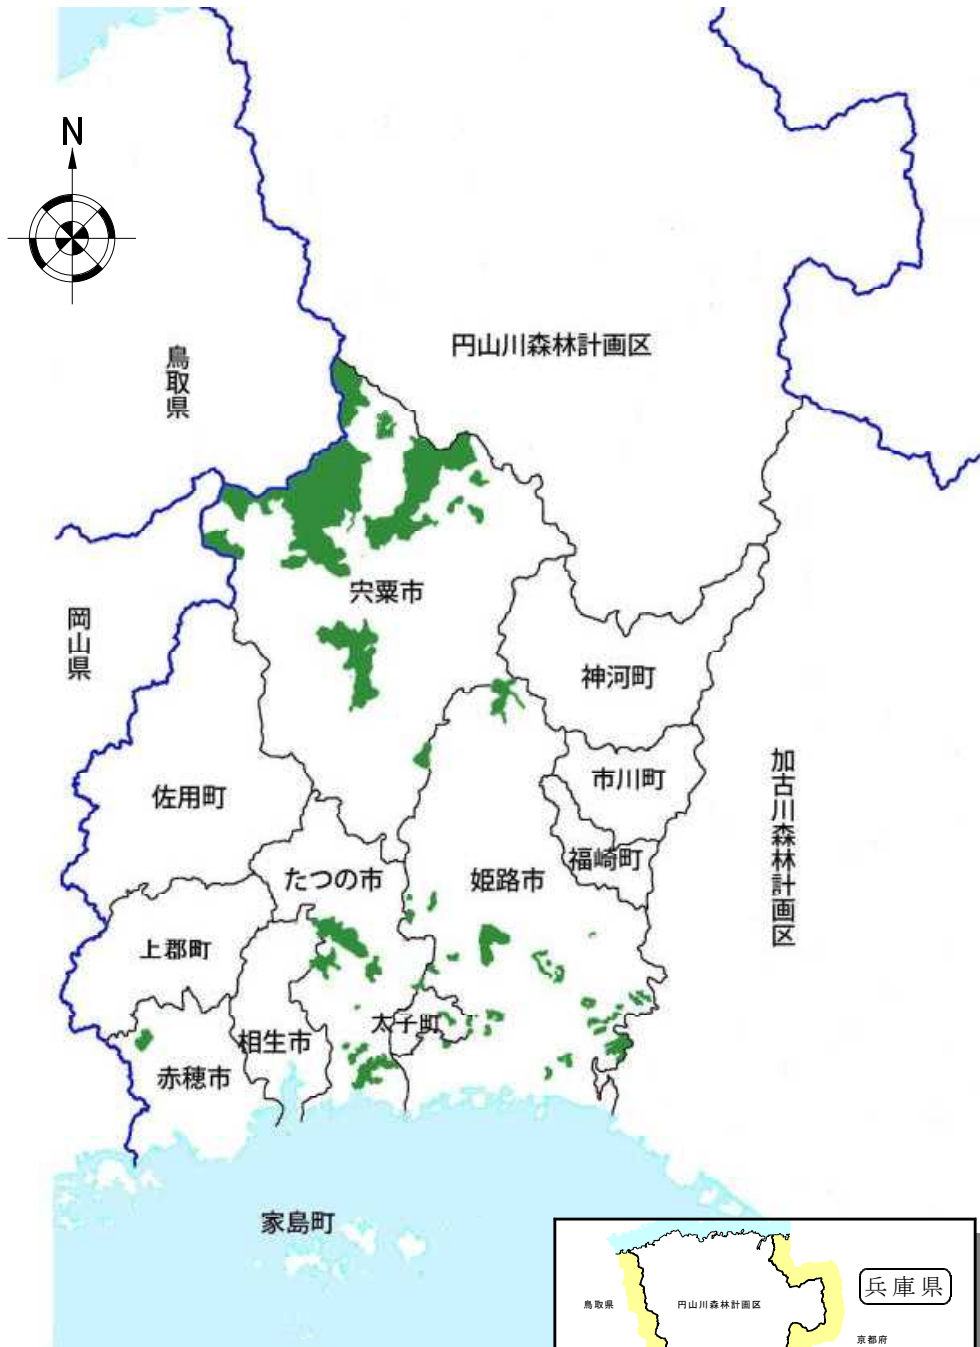 N
円山川森林計画区
鳥取県
宍粟市
岡山県
神河町
市川町
加古川森林計画区
佐用町
福崎町
たつの市
姫路市
上郡町
太子町
相生市
赤穂市
家島町
兵庫県
鳥取県
円山川森林計画区
京都府